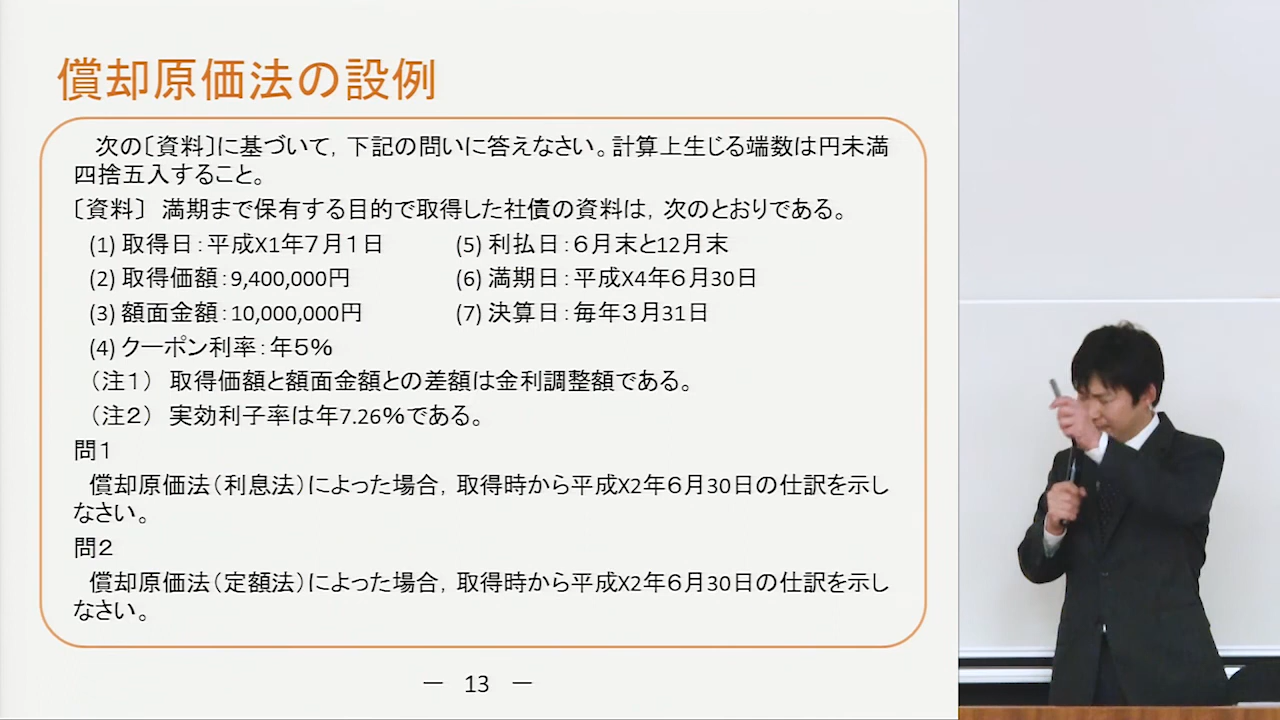 償却原価法の設例
次の〔資料〕に基づいて，下記の問いに答えなさい。計算上生じる端数は円未満
四捨五入すること。
〔資料〕 満期まで保有する目的で取得した社債の資料は，次のとおりである。
(1) 取得日：平成X1年７月１日 (5) 利払日：６月末と12月末
(2) 取得価額：9,400,000円 (6) 満期日：平成X4年６月30日
(3) 額面金額：10,000,000円 (7) 決算日：毎年３月31日
(4) クーポン利率：年５％
（注１） 取得価額と額面金額との差額は金利調整額である。
（注２） 実効利子率は年7.26％である。
問１
償却原価法（利息法）によった場合，取得時から平成X2年６月30日の仕訳を示し
なさい。
問２
償却原価法（定額法）によった場合，取得時から平成X2年６月30日の仕訳を示し
なさい。
－ 13 －